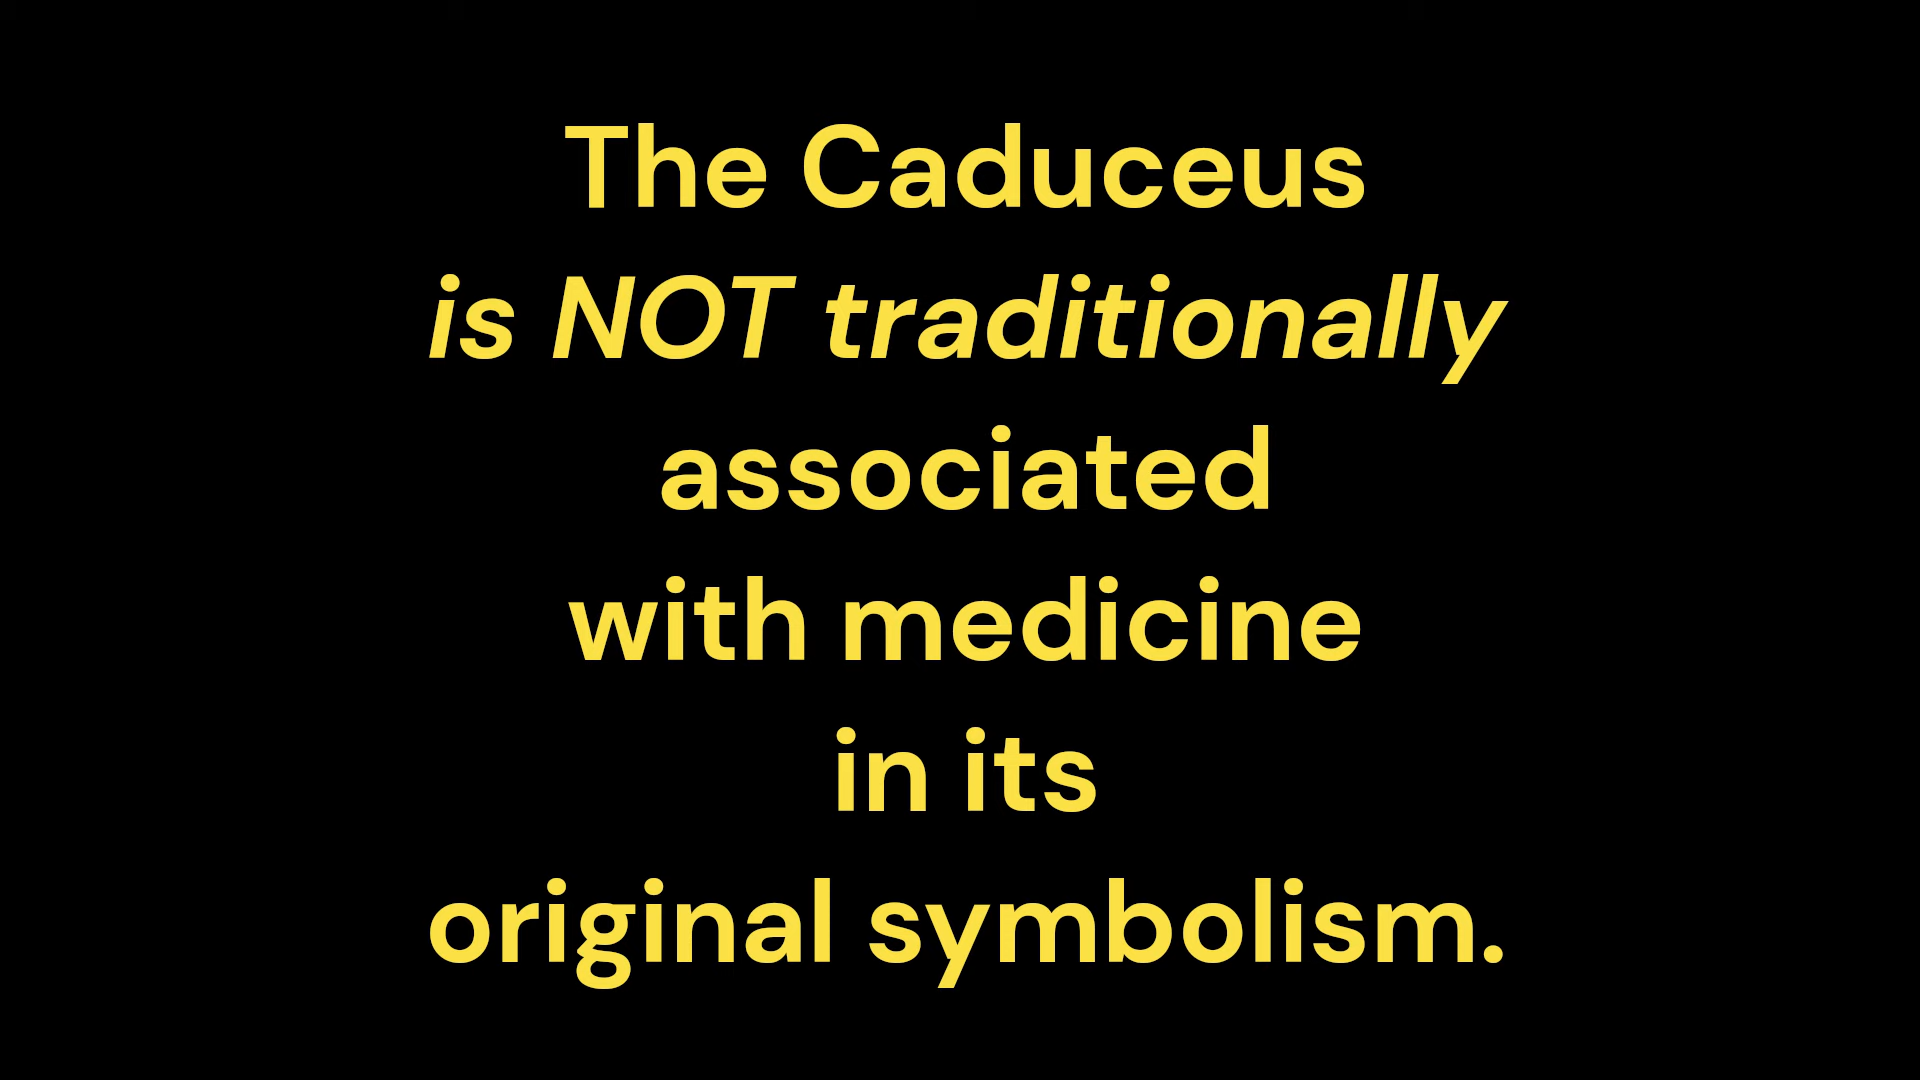 The Caduceus
is NOT traditionally
associated
with medicine
in its
original symbolism.